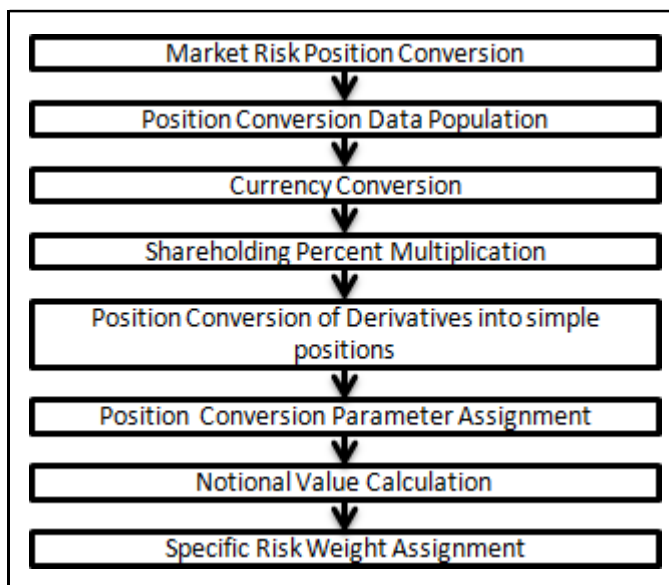 Market Risk Position Conversion
Position Conversion Data Population
Currency Conversion
Shareholding Percent Multiplication
Position Conversion of Derivatives into simple
positions
Position Conversion Parameter Assignment
Notional Value Calculation
Specific Risk Weight Assignment